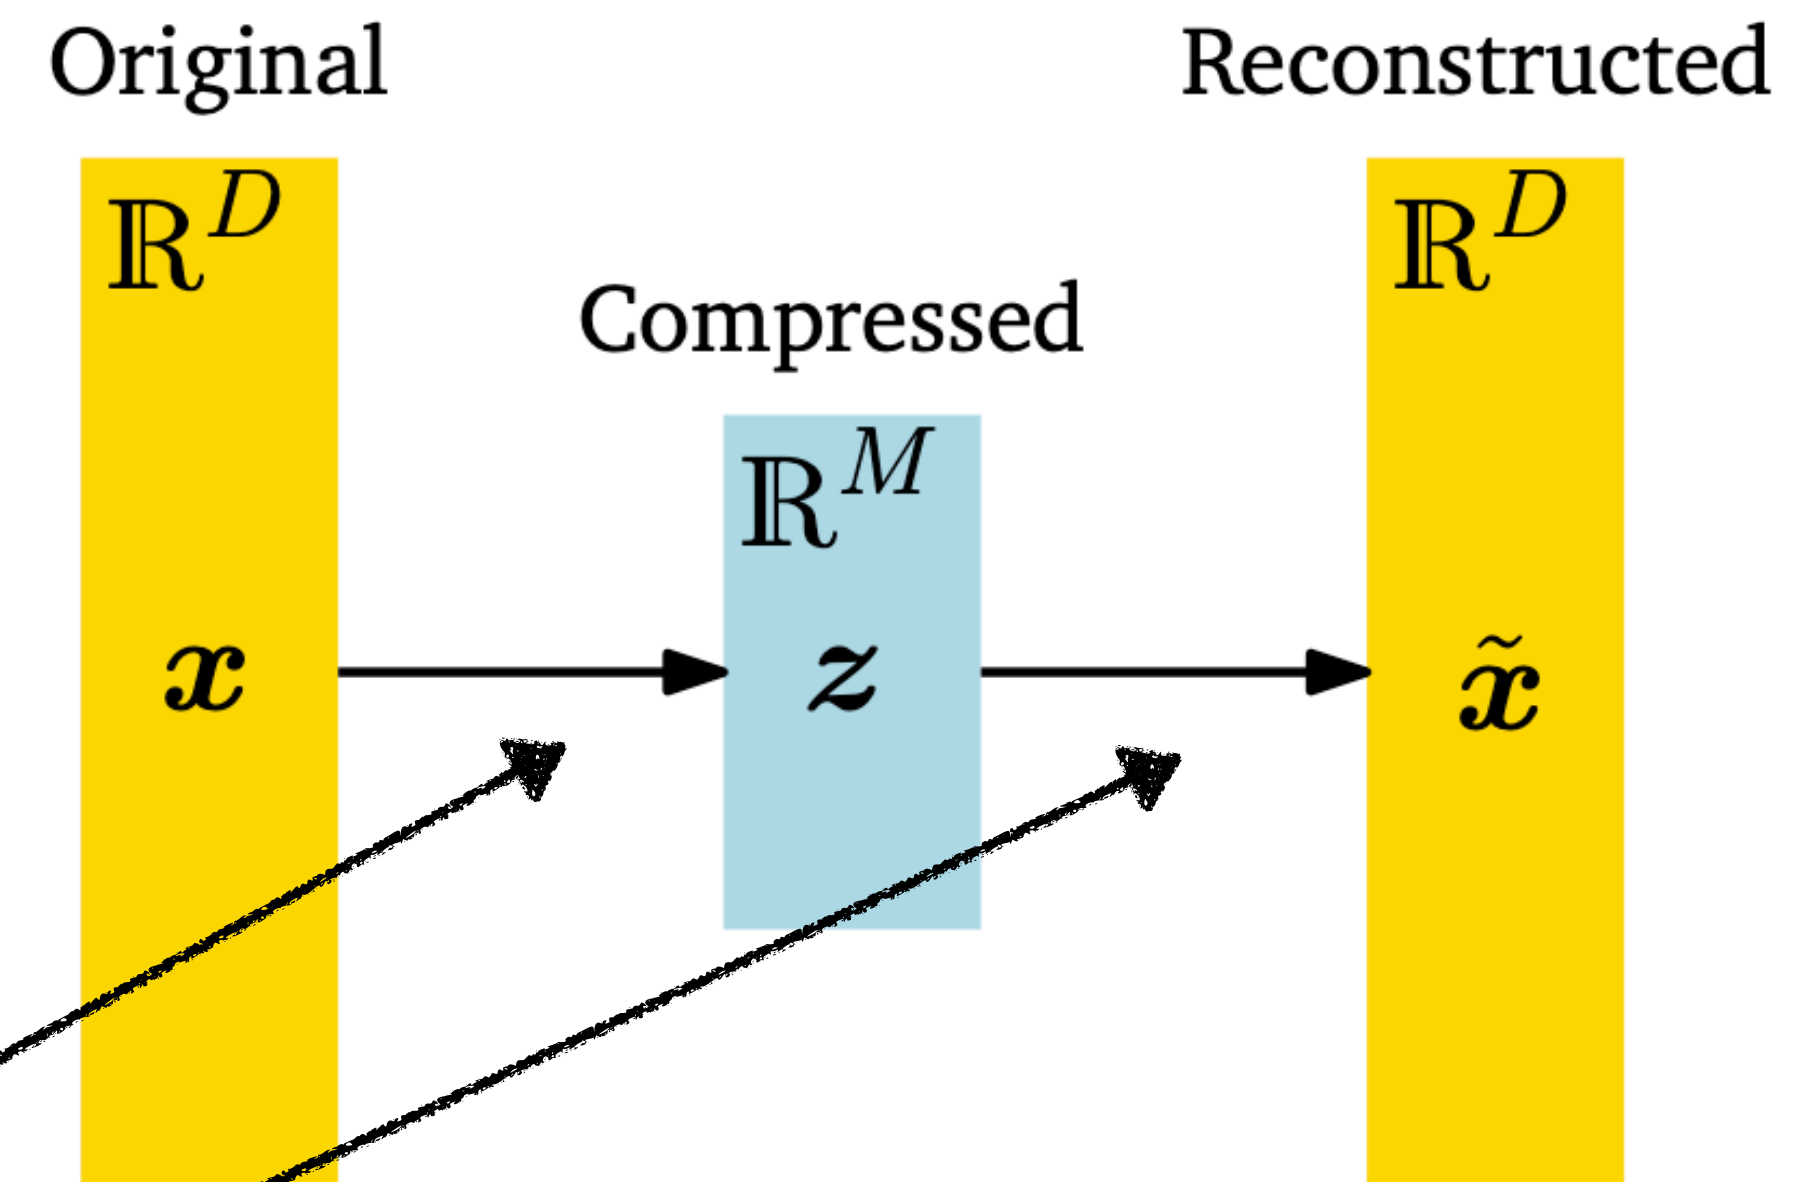 Original
Reconstructed
ℝ^D
ℝ^D
Compressed
ℝ^M
x
z
x̃